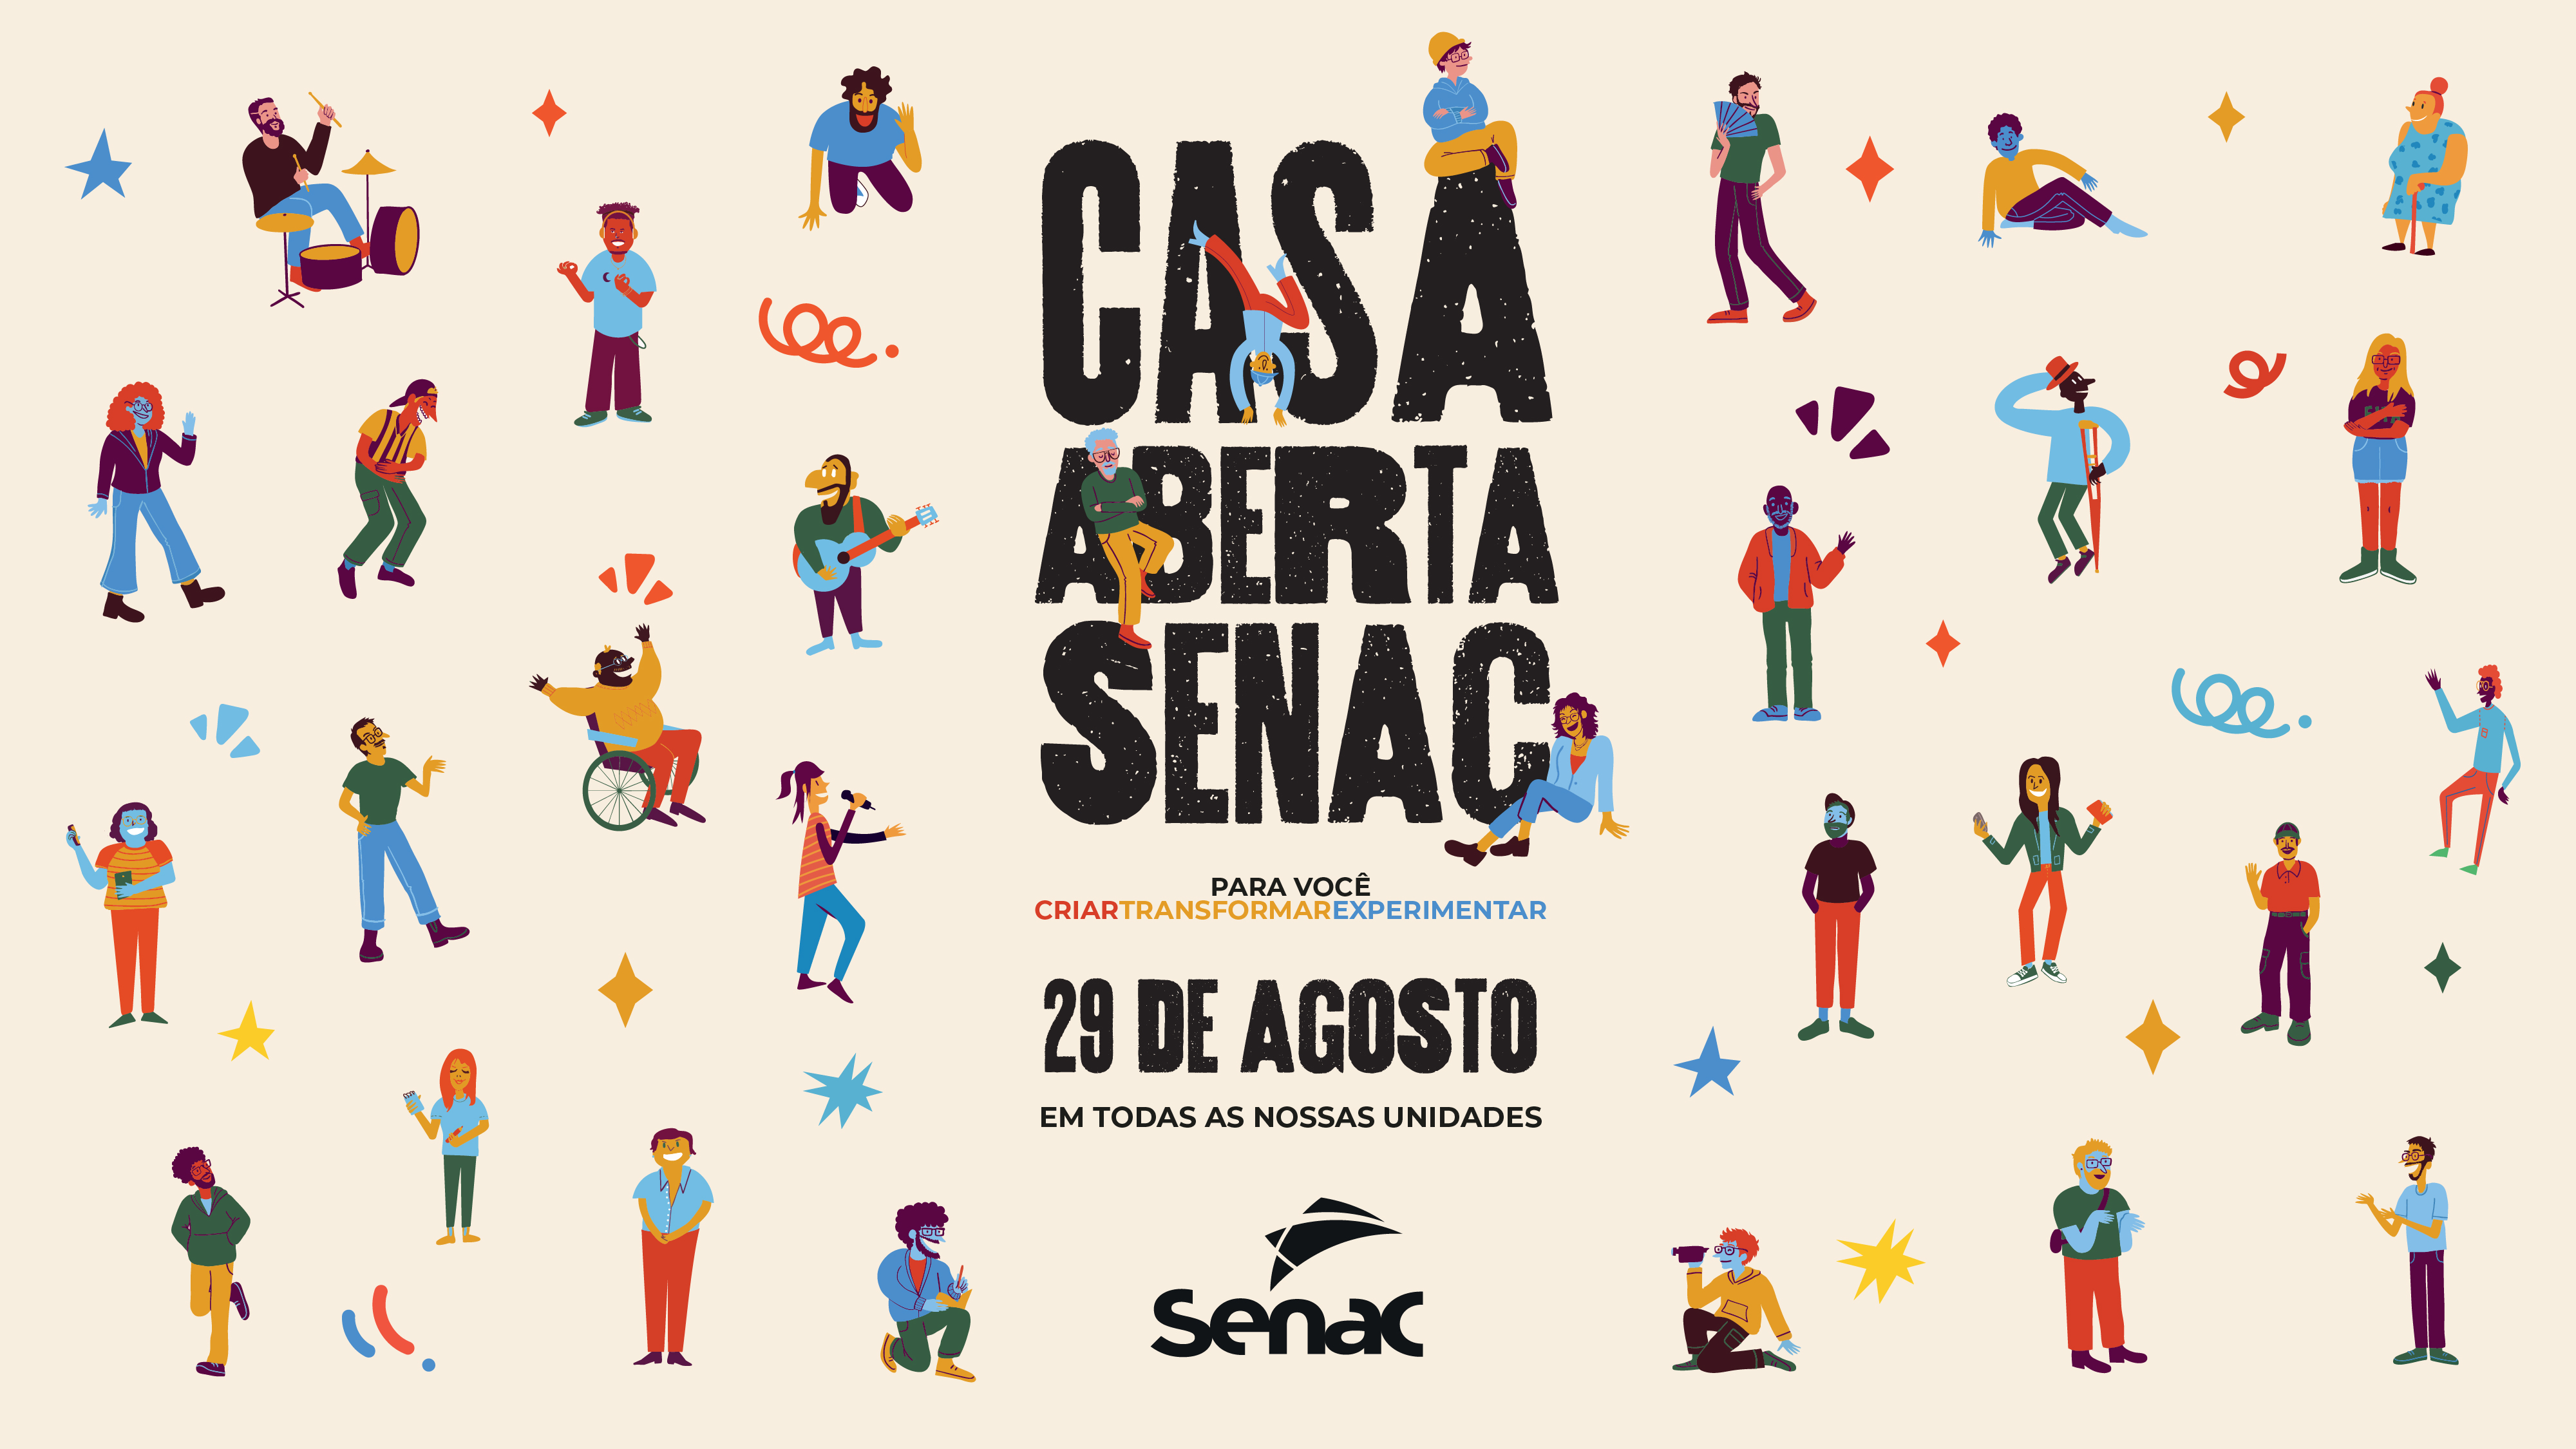 CASA
ABERTA
SENAC
PARA VOCÊ
CRIARTRANSFORMAREXPERIMENTAR
29 DE AGOSTO
EM TODAS AS NOSSAS UNIDADES
senac